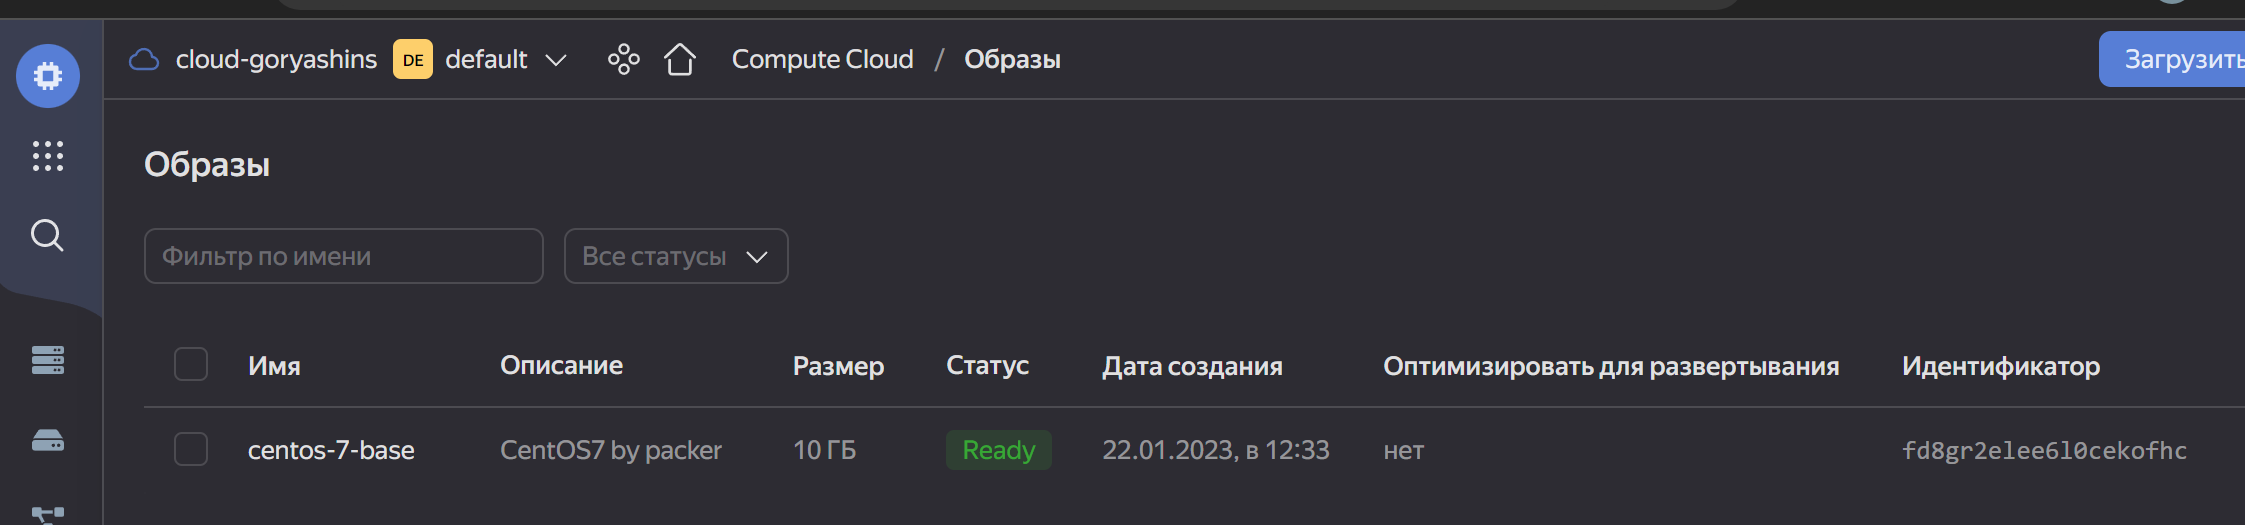 cloud-goryashins DE default Compute Cloud / Образы Загрузить
Образы
Фильтр по имени Все статусы
Имя Описание Размер Статус Дата создания Оптимизировать для развертывания Идентификатор
centos-7-base CentOS7 by packer 10 ГБ Ready 22.01.2023, в 12:33 нет fd8gr2elee6l0cekofhc